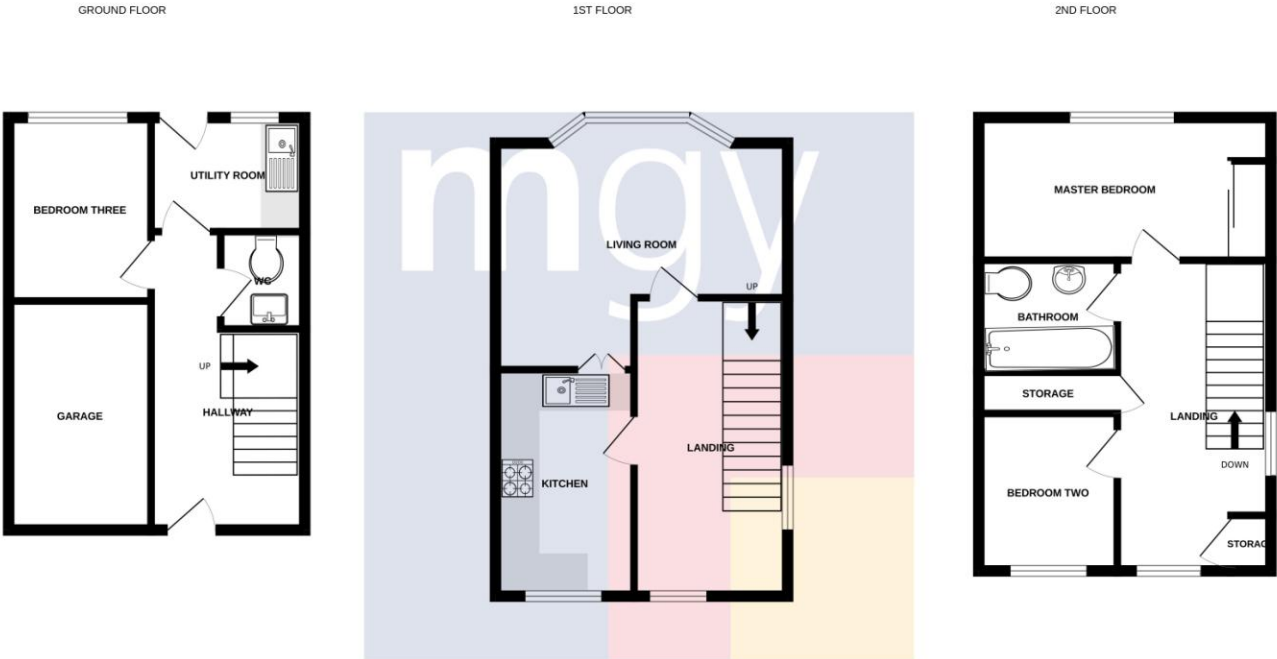 GROUND FLOOR
1ST FLOOR
2ND FLOOR
UTILITY ROOM
BEDROOM THREE
WC
UP
HALLWAY
GARAGE
mgy
LIVING ROOM
UP
LANDING
KITCHEN
MASTER BEDROOM
BATHROOM
STORAGE
LANDING
DOWN
BEDROOM TWO
STORAG